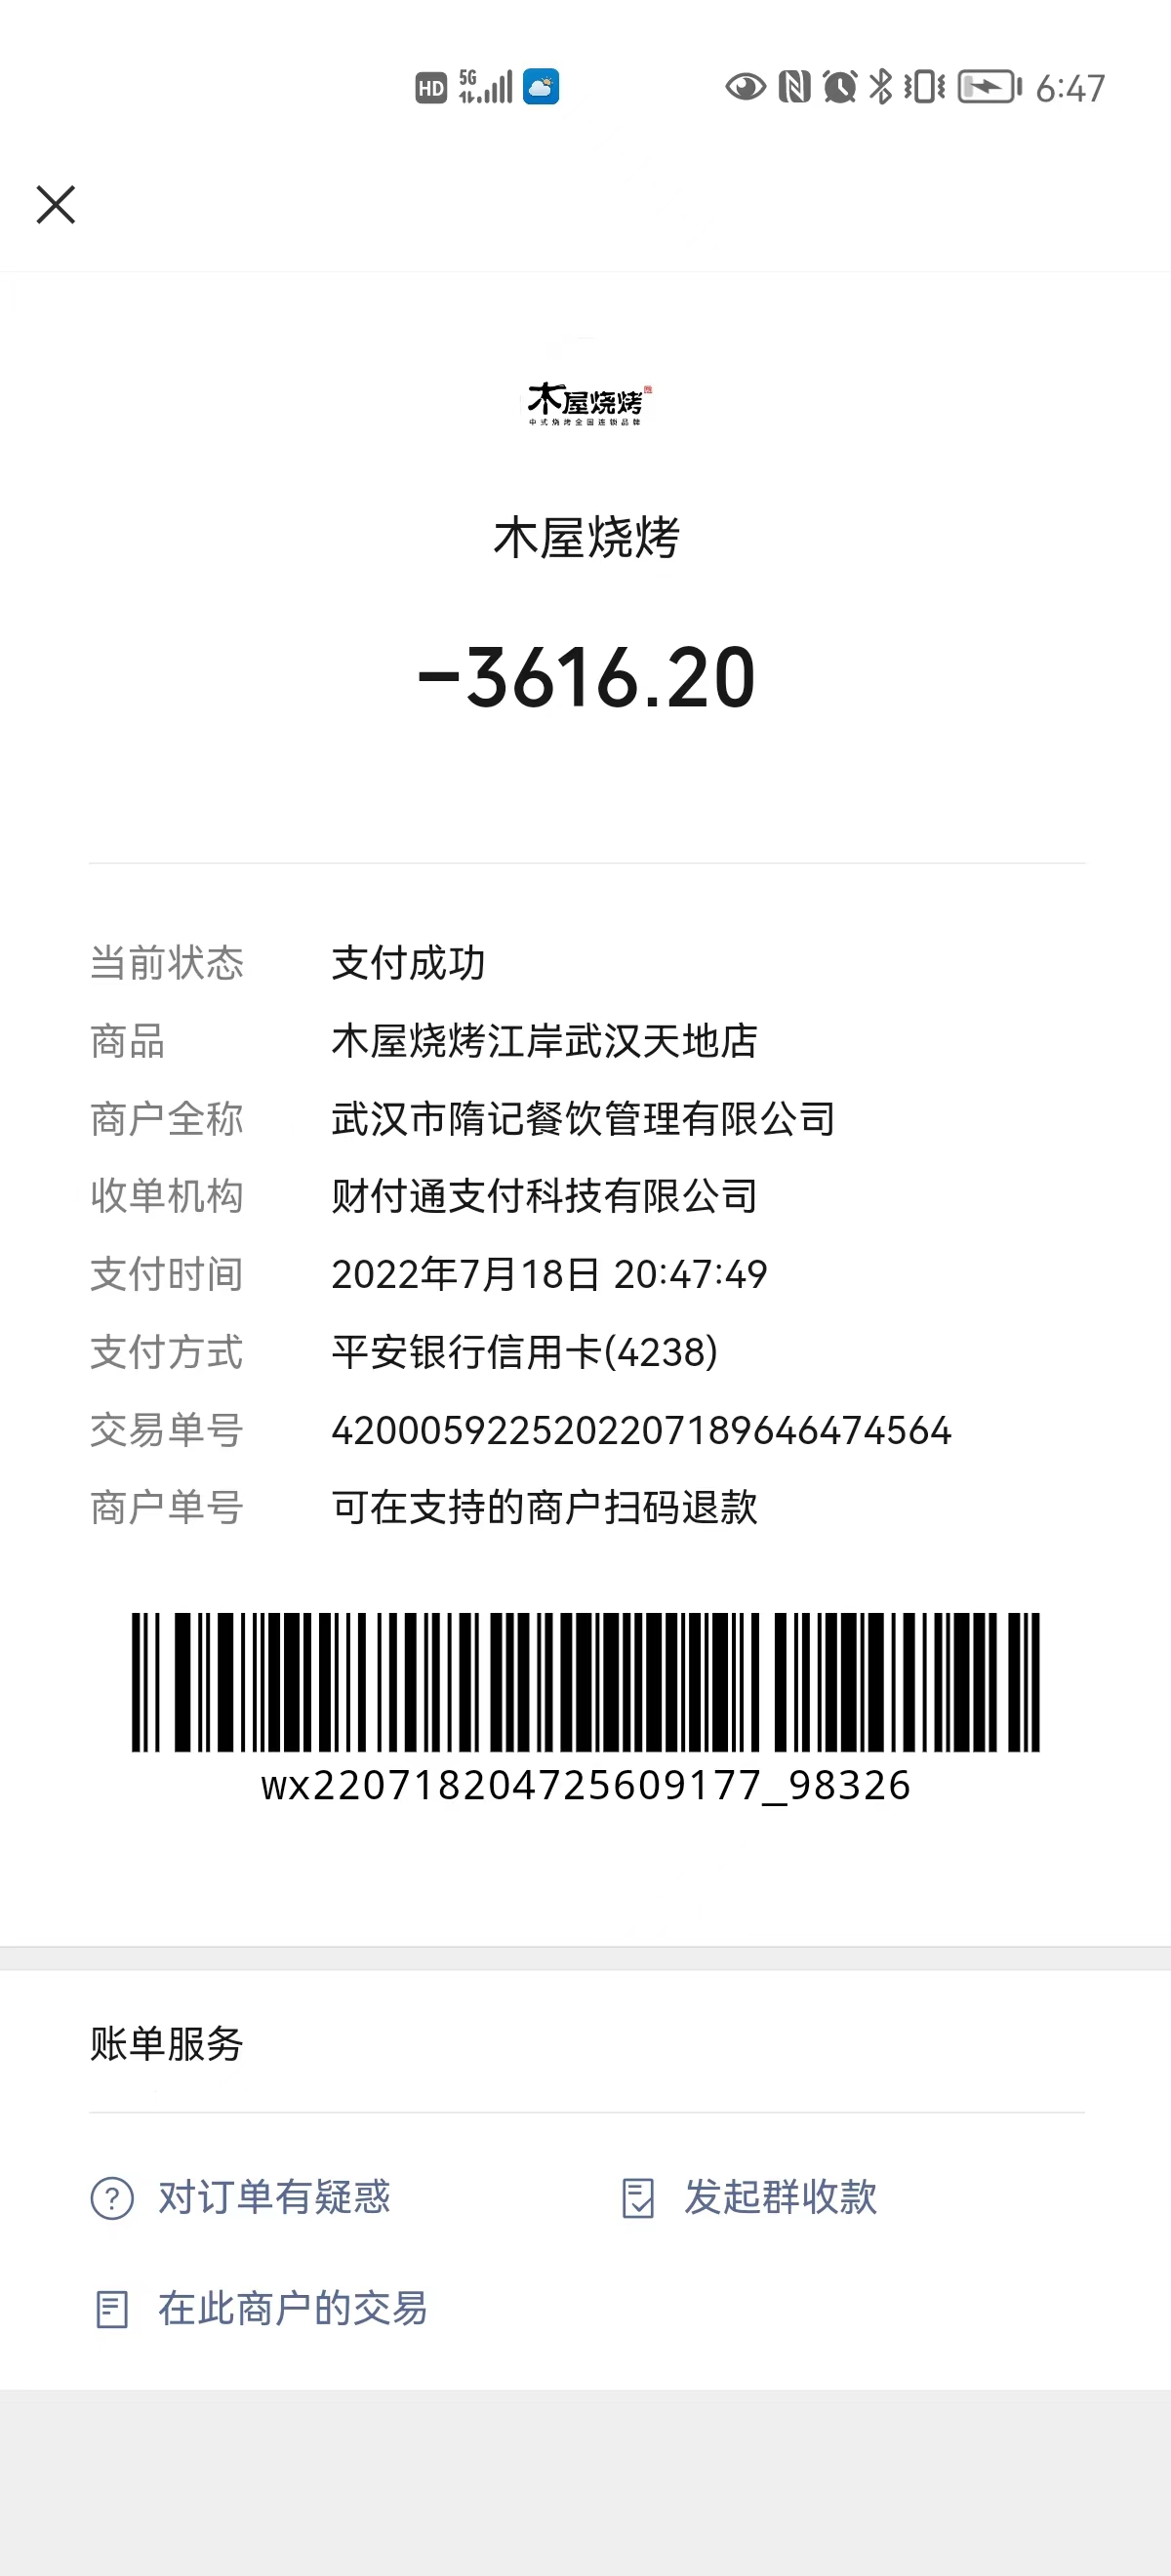 HD 5G 6:47
木屋烧烤
中式烧烤全国连锁品牌
木屋烧烤
-3616.20
当前状态 支付成功
商品 木屋烧烤江岸武汉天地店
商户全称 武汉市隋记餐饮管理有限公司
收单机构 财付通支付科技有限公司
支付时间 2022年7月18日 20:47:49
支付方式 平安银行信用卡(4238)
交易单号 4200059225202207189646474564
商户单号 可在支持的商户扫码退款
wx220718204725609177_98326
账单服务
对订单有疑惑 发起群收款
在此商户的交易